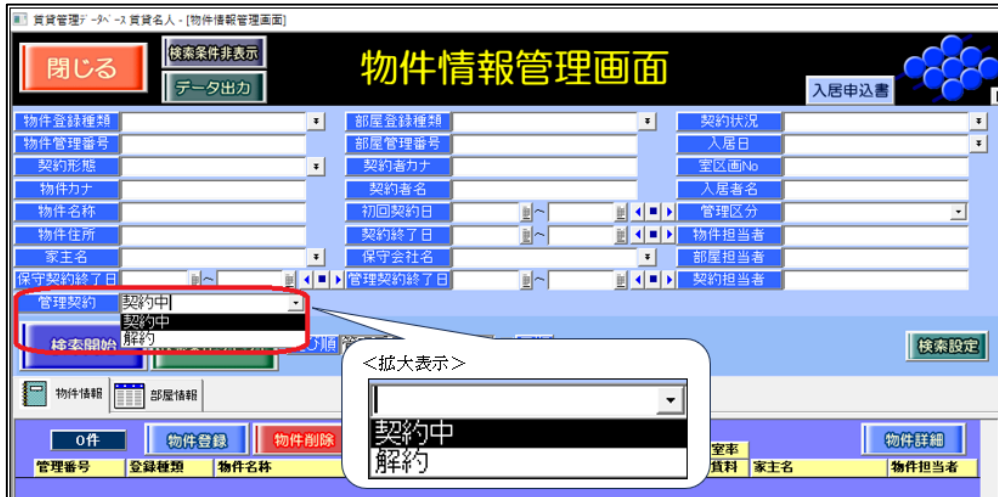 賃貸管理ﾃﾞｰﾀﾍﾞｰｽ 賃貸名人 - [物件情報管理画面]
閉じる
検索条件非表示
データ出力
物件情報管理画面
入居申込書
物件登録種類 部屋登録種類 契約状況
物件管理番号 部屋管理番号 入居日
契約形態 契約者カナ 室区画No
物件カナ 契約者名 入居者名
物件名称 初回契約日 ～ 管理区分
物件住所 契約終了日 ～ 物件担当者
家主名 保守会社名 部屋担当者
保守契約終了日 ～ 管理契約終了日 ～ 契約担当者
管理契約 契約中
契約中
解約
検索開始
検索設定
＜拡大表示＞
契約中
解約
物件情報 部屋情報
0件 物件登録 物件削除 物件詳細
管理番号 登録種類 物件名称 家主名 物件担当者